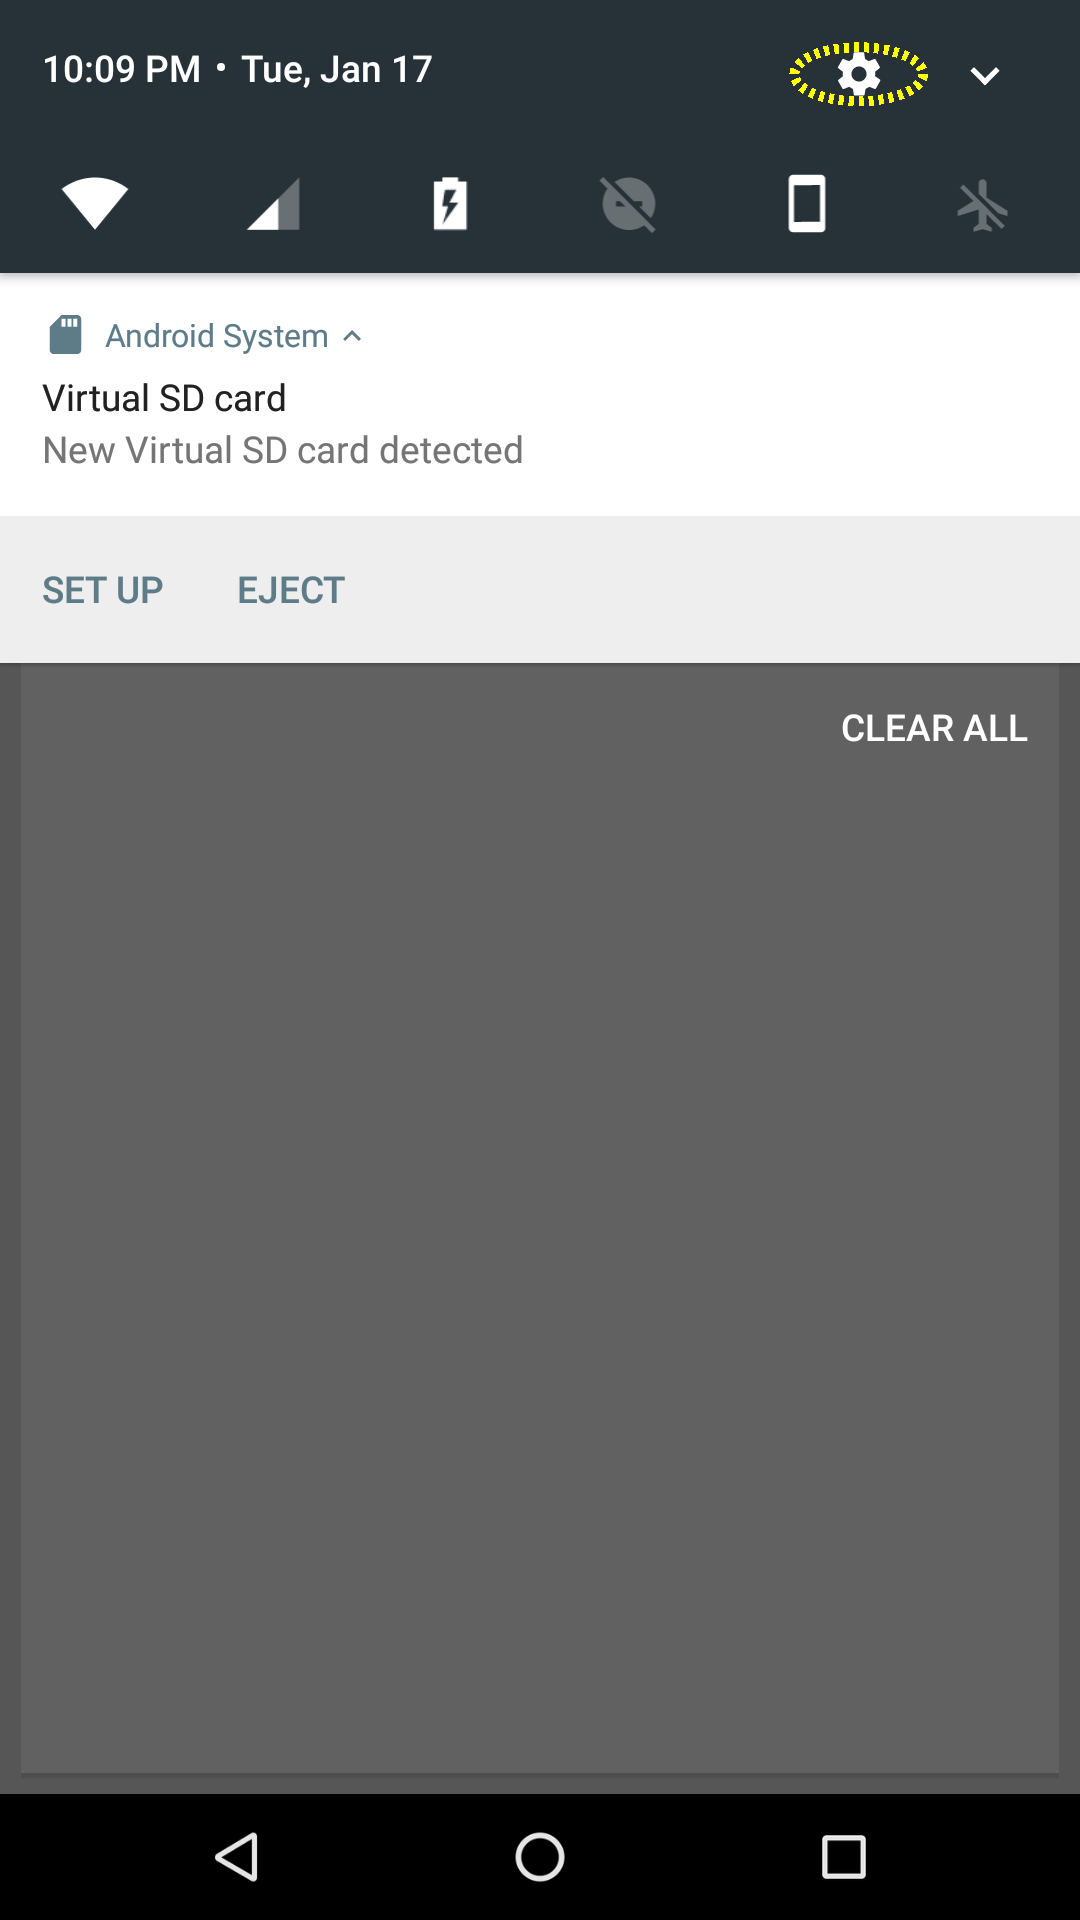 10:09 PM • Tue, Jan 17
Android System
Virtual SD card
New Virtual SD card detected
SET UP EJECT
CLEAR ALL